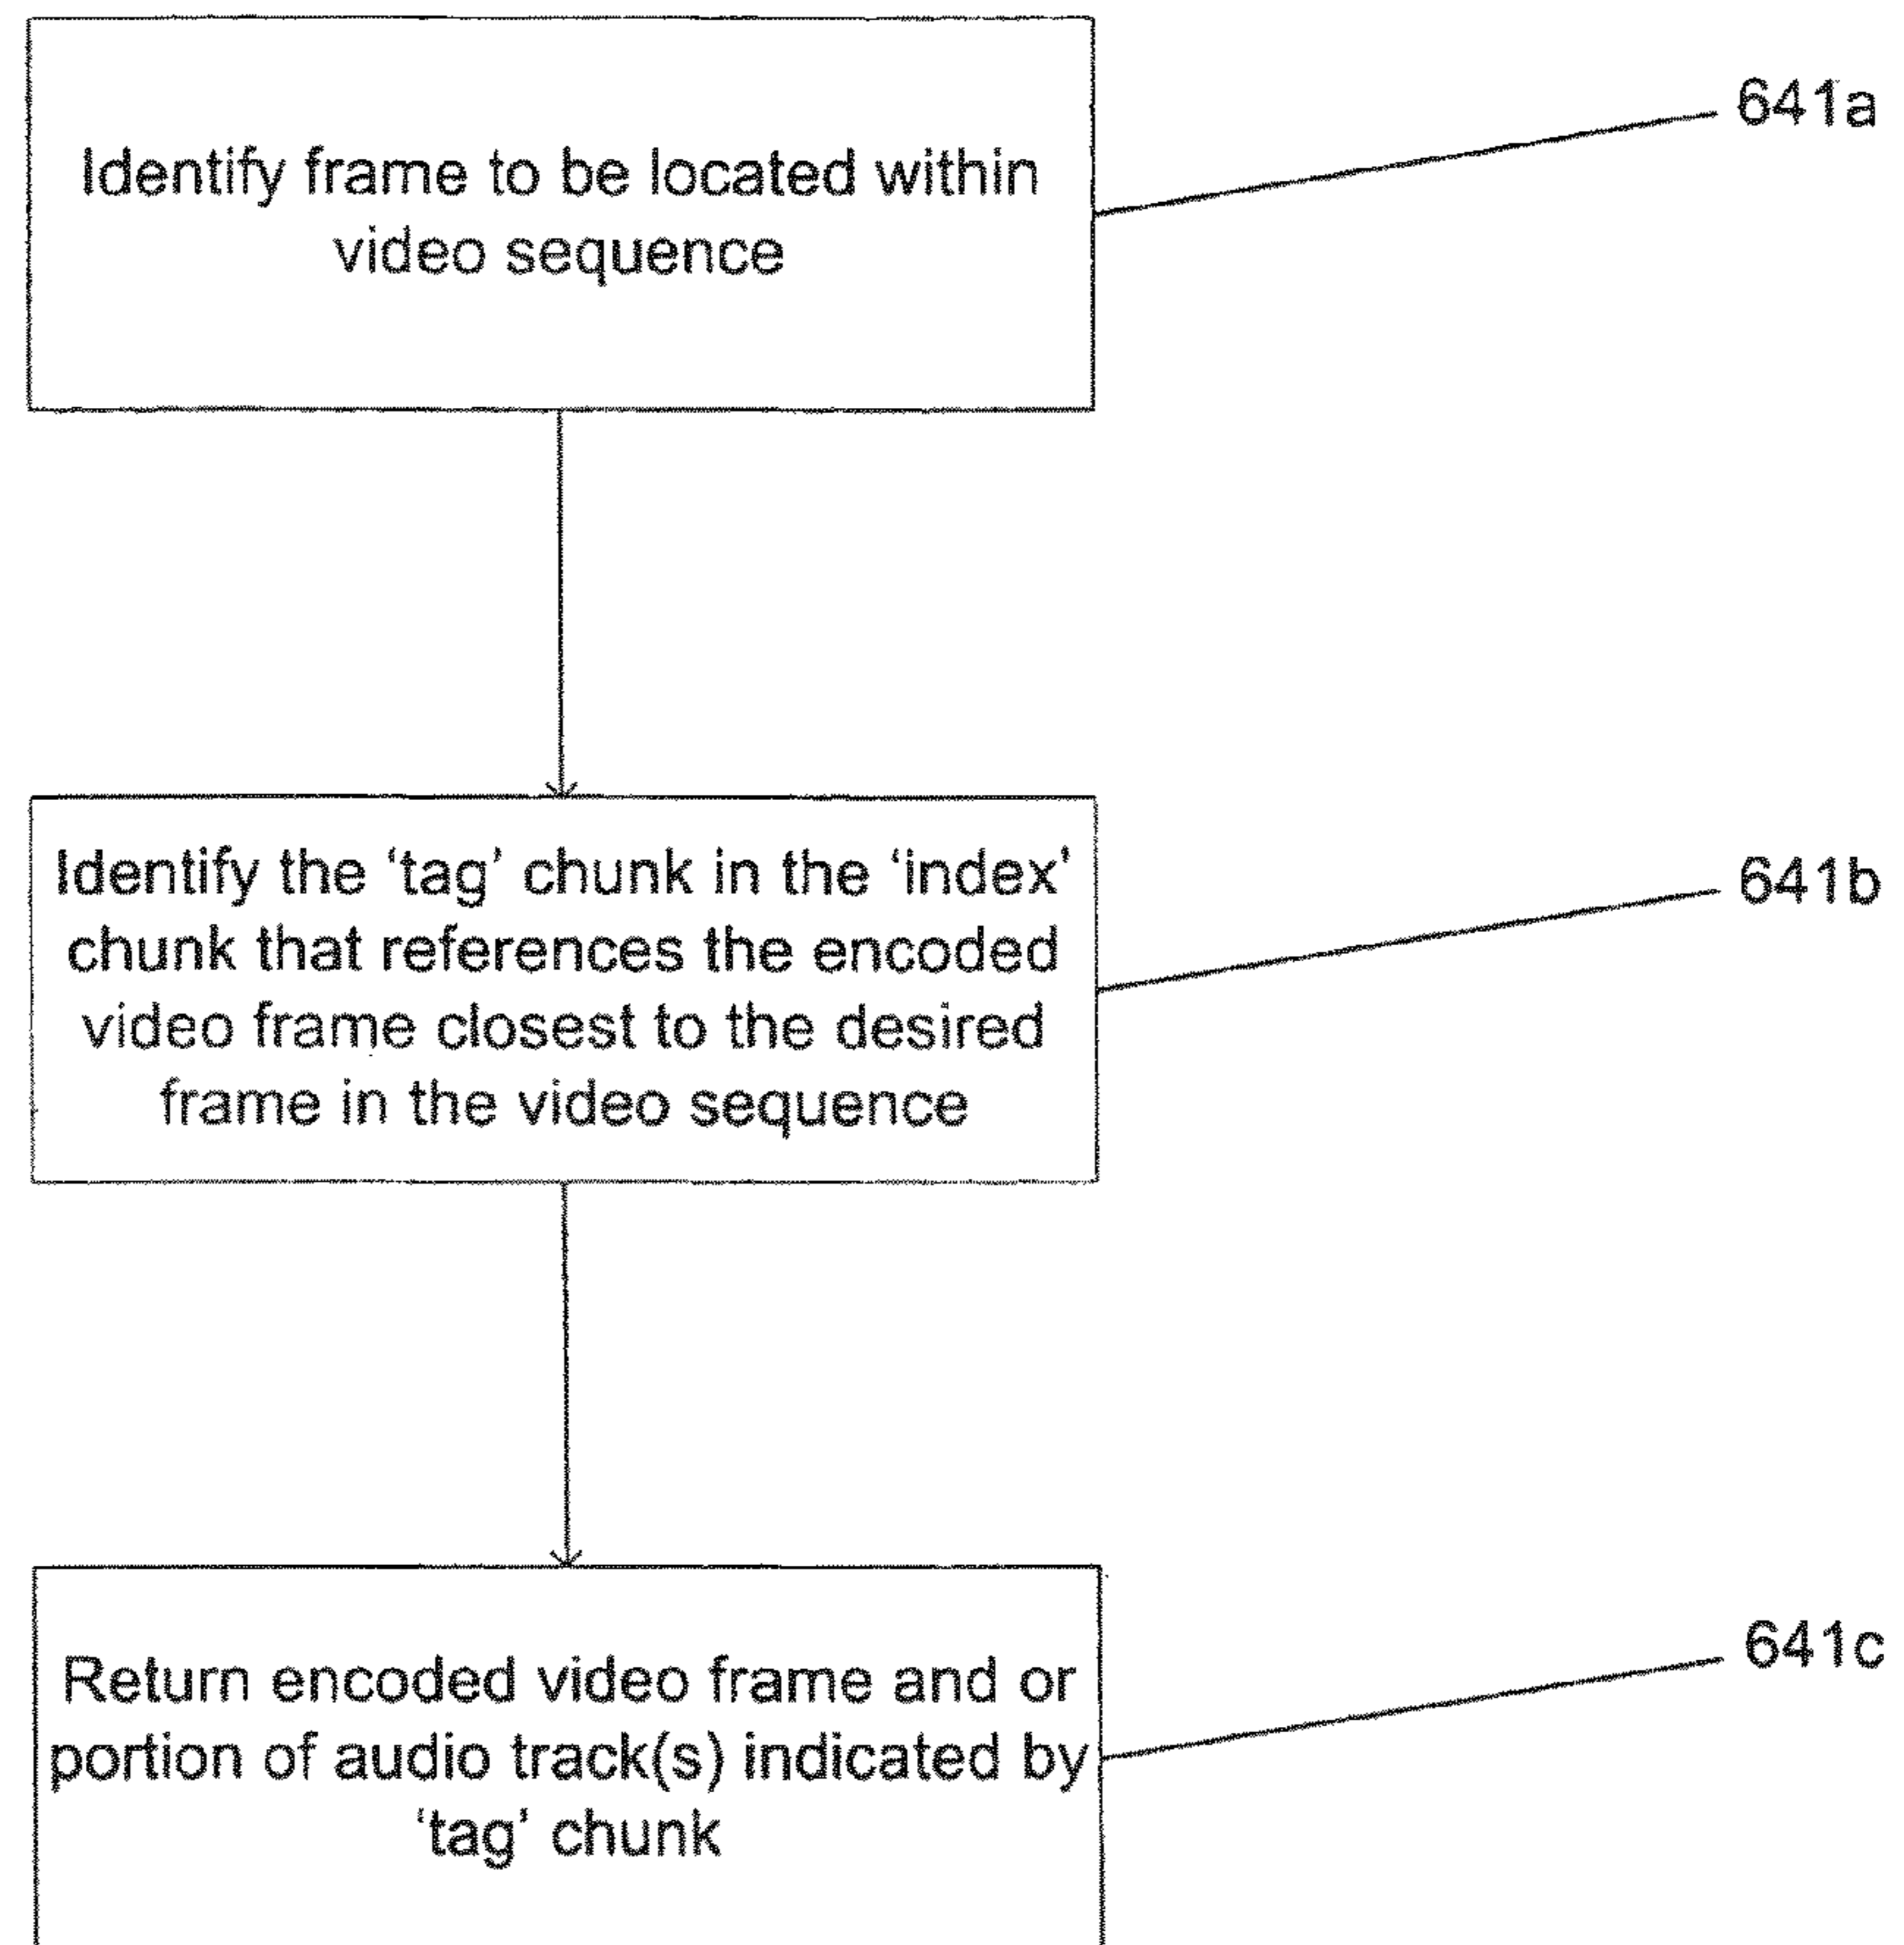 Identify frame to be located within
video sequence
641a
Identify the ‘tag’ chunk in the ‘index’
chunk that references the encoded
video frame closest to the desired
frame in the video sequence
641b
Return encoded video frame and or
portion of audio track(s) indicated by
‘tag’ chunk
641c